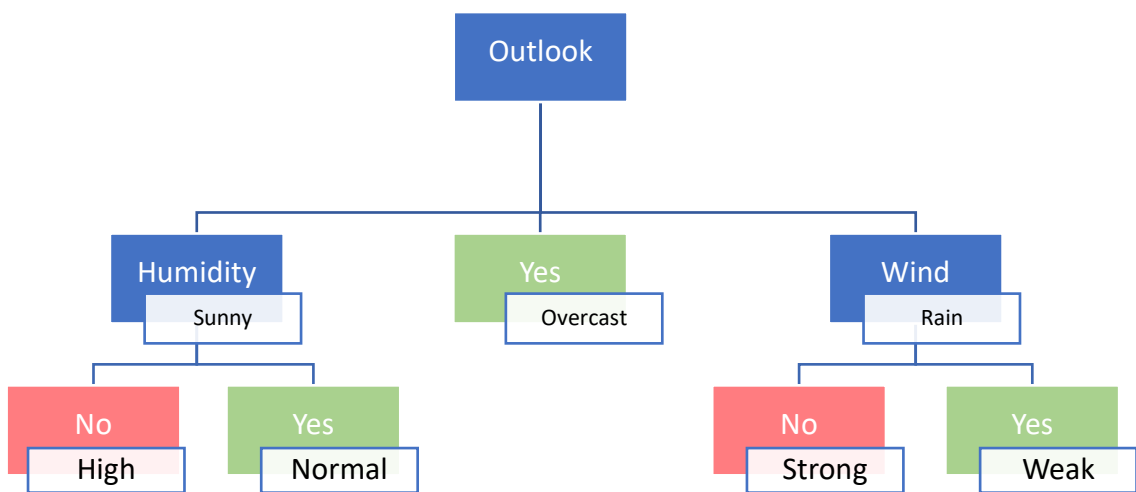 Outlook
Humidity
Sunny
Yes
Overcast
Wind
Rain
No
High
Yes
Normal
No
Strong
Yes
Weak